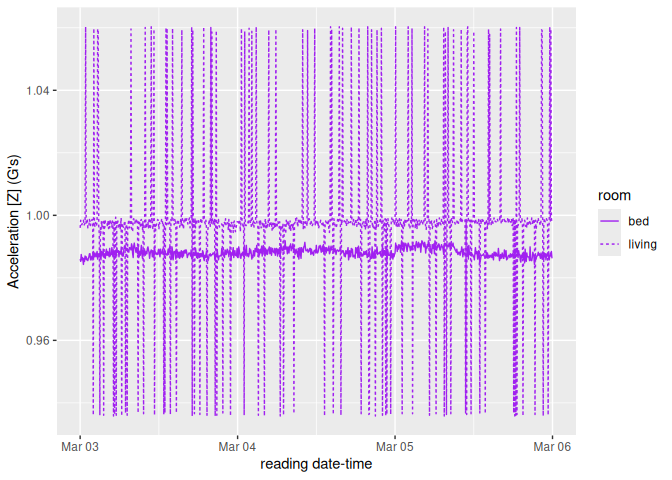 Acceleration [Z] (G's)
1.04
1.00
0.96
Mar 03
Mar 04
Mar 05
Mar 06
reading date-time
room
bed
living